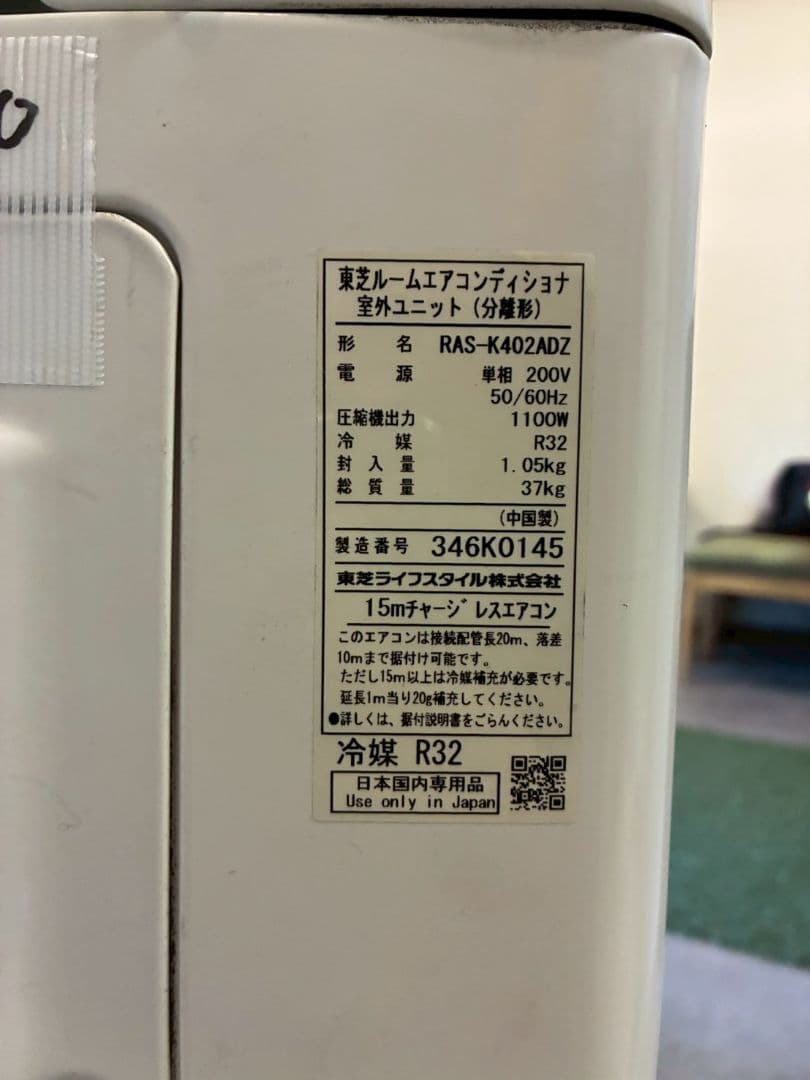 東芝ルームエアコンディショナ
室外ユニット（分離形）
形名 RAS-K402ADZ
電源 単相 200V
50/60Hz
圧縮機出力 1100W
冷媒 R32
封入量 1.05kg
総質量 37kg
（中国製）
製造番号 346K0145
東芝ライフスタイル株式会社
15mチャージレスエアコン
このエアコンは接続配管長20m、落差
10mまで据付け可能です。
ただし15m以上は冷媒補充が必要です。
延長1m当り20g補充してください。
●詳しくは、据付説明書をごらんください。
冷媒 R32
日本国内専用品
Use only in Japan